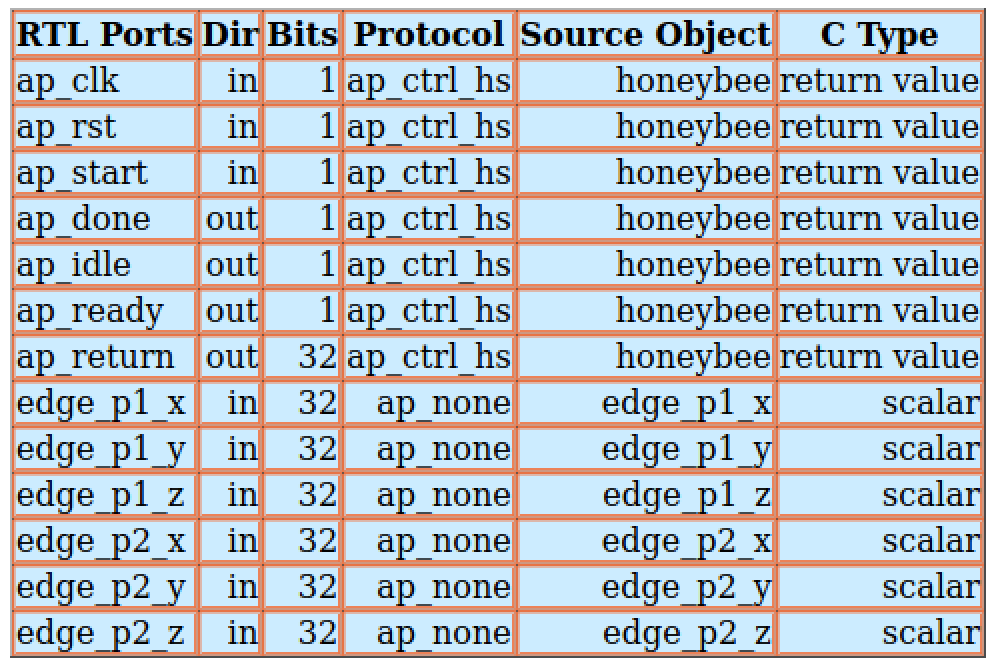 RTL Ports Dir Bits Protocol Source Object C Type
ap_clk in 1 ap_ctrl_hs honeybee return value
ap_rst in 1 ap_ctrl_hs honeybee return value
ap_start in 1 ap_ctrl_hs honeybee return value
ap_done out 1 ap_ctrl_hs honeybee return value
ap_idle out 1 ap_ctrl_hs honeybee return value
ap_ready out 1 ap_ctrl_hs honeybee return value
ap_return out 32 ap_ctrl_hs honeybee return value
edge_p1_x in 32 ap_none edge_p1_x scalar
edge_p1_y in 32 ap_none edge_p1_y scalar
edge_p1_z in 32 ap_none edge_p1_z scalar
edge_p2_x in 32 ap_none edge_p2_x scalar
edge_p2_y in 32 ap_none edge_p2_y scalar
edge_p2_z in 32 ap_none edge_p2_z scalar